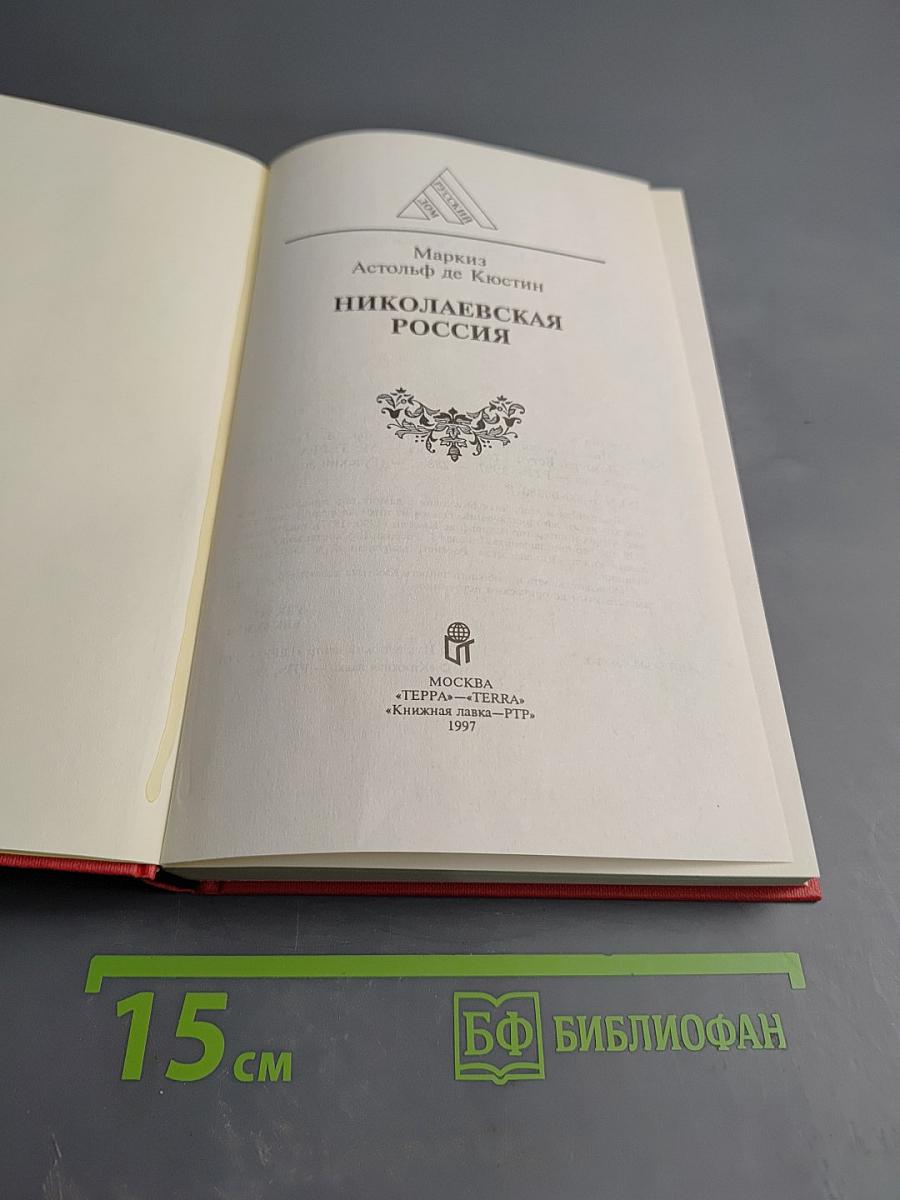 РУССКИЙ
ДОМ
Маркиз
Астольф де Кюстин
НИКОЛАЕВСКАЯ
РОССИЯ
МОСКВА
«ТЕРРА»—«TERRA»
«Книжная лавка—РТР»
1997
15 см
БФ БИБЛИОФАН